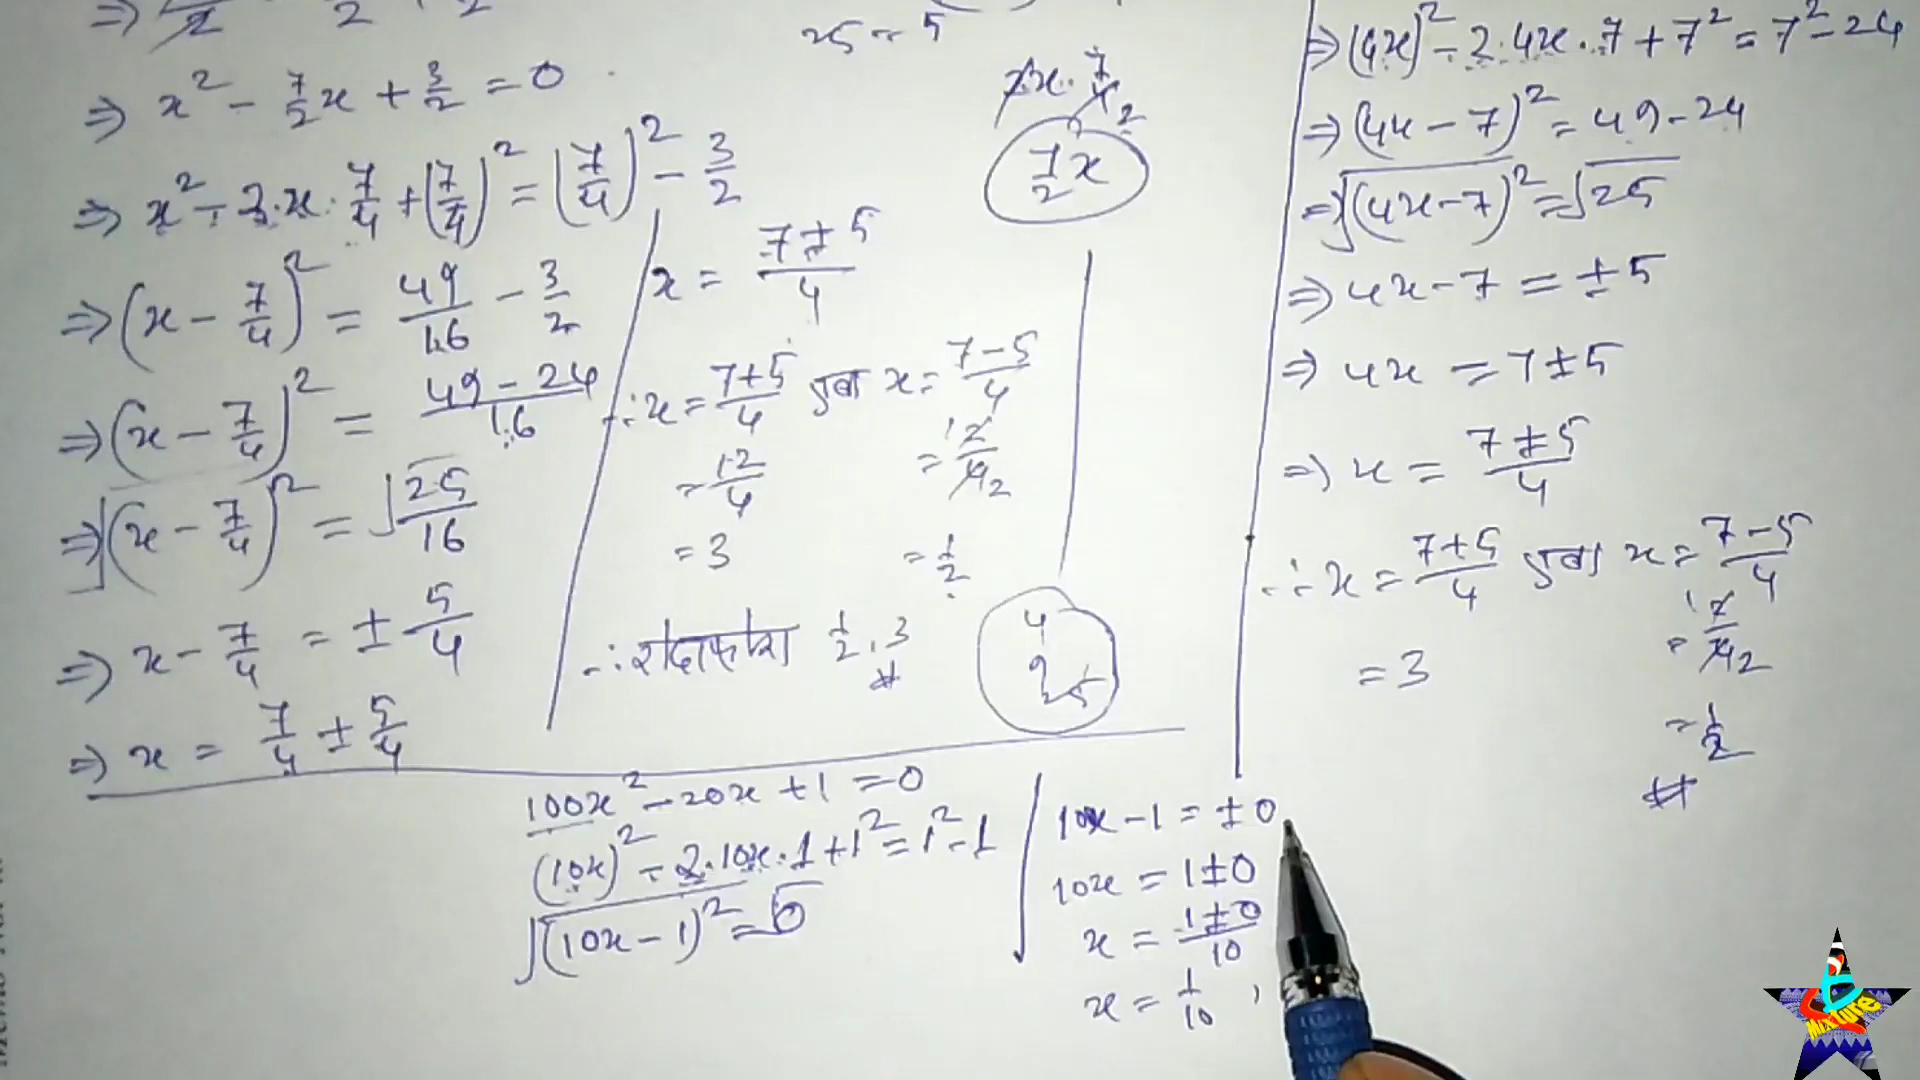 ⇒ x² - 7/2 x + 3/2 = 0
⇒ x² - 2·x·7/4 + (7/4)² = (7/4)² - 3/2
⇒ (x - 7/4)² = 49/16 - 3/2
⇒ (x - 7/4)² = (49-24)/16
⇒ √(x - 7/4)² = √25/16
⇒ x - 7/4 = ± 5/4
⇒ x = 7/4 ± 5/4
x = (7±5)/4
∴ x = (7+5)/4 x = (7-5)/4
= 12/4 = 2/4
= 3 = 1/2
∴ 1/2, 3 #
7/2 x
4
9
25
⇒ (4x)² - 2·4x·7 + 7² = 7² - 24
⇒ (4x - 7)² = 49 - 24
⇒ √(4x-7)² = √25
⇒ 4x - 7 = ±5
⇒ 4x = 7±5
⇒ x = (7±5)/4
∴ x = (7+5)/4 x = (7-5)/4
= 3 = 2/4
= 1/2
#
100x² - 20x + 1 = 0
(10x)² - 2·10x·1 + 1² = 1² - 1
√(10x - 1)² = √0
10x - 1 = ±0
10x = 1±0
x = (1±0)/10
x = 1/10 ,
E
MIXTURE